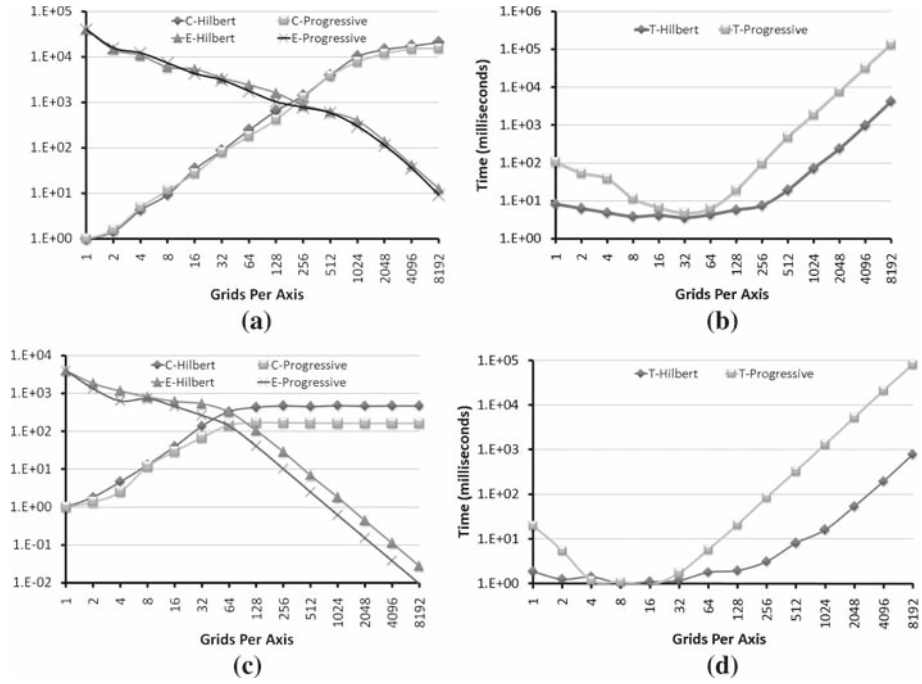 C-Hilbert C-Progressive
E-Hilbert E-Progressive
1.E+05
1.E+04
1.E+03
1.E+02
1.E+01
1.E+00
1 2 4 8 16 32 64 128 256 512 1024 2048 4096 8192
Grids Per Axis
(a)
T-Hilbert T-Progressive
Time (milliseconds)
1.E+06
1.E+05
1.E+04
1.E+03
1.E+02
1.E+01
1.E+00
1 2 4 8 16 32 64 128 256 512 1024 2048 4096 8192
Grids Per Axis
(b)
C-Hilbert C-Progressive
E-Hilbert E-Progressive
1.E+04
1.E+03
1.E+02
1.E+01
1.E+00
1.E-01
1.E-02
1 2 4 8 16 32 64 128 256 512 1024 2048 4096 8192
Grids Per Axis
(c)
T-Hilbert T-Progressive
Time (milliseconds)
1.E+05
1.E+04
1.E+03
1.E+02
1.E+01
1.E+00
1 2 4 8 16 32 64 128 256 512 1024 2048 4096 8192
Grids Per Axis
(d)